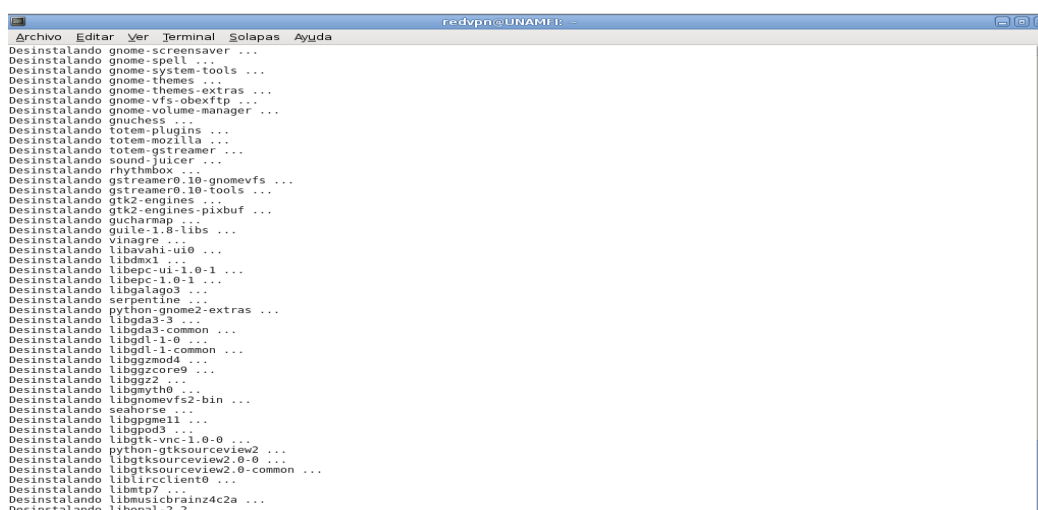 redvpn@UNAMFI: ~
Archivo Editar Ver Terminal Solapas Ayuda
Desinstalando gnome-screensaver ...
Desinstalando gnome-spell ...
Desinstalando gnome-system-tools ...
Desinstalando gnome-themes ...
Desinstalando gnome-themes-extras ...
Desinstalando gnome-vfs-obexftp ...
Desinstalando gnome-volume-manager ...
Desinstalando gnuchess ...
Desinstalando totem-plugins ...
Desinstalando totem-mozilla ...
Desinstalando totem-gstreamer ...
Desinstalando sound-juicer ...
Desinstalando rhythmbox ...
Desinstalando gstreamer0.10-gnomevfs ...
Desinstalando gstreamer0.10-tools ...
Desinstalando gtk2-engines ...
Desinstalando gtk2-engines-pixbuf ...
Desinstalando gucharmap ...
Desinstalando guile-1.8-libs ...
Desinstalando vinagre ...
Desinstalando libavahi-ui0 ...
Desinstalando libdmx1 ...
Desinstalando libepc-ui-1.0-1 ...
Desinstalando libepc-1.0-1 ...
Desinstalando libgalago3 ...
Desinstalando serpentine ...
Desinstalando python-gnome2-extras ...
Desinstalando libgda3-3 ...
Desinstalando libgda3-common ...
Desinstalando libgdl-1-0 ...
Desinstalando libgdl-1-common ...
Desinstalando libggzmod4 ...
Desinstalando libggzcore9 ...
Desinstalando libggz2 ...
Desinstalando libgmyth0 ...
Desinstalando libgnomevfs2-bin ...
Desinstalando seahorse ...
Desinstalando libgpgme11 ...
Desinstalando libgpod3 ...
Desinstalando libgtk-vnc-1.0-0 ...
Desinstalando python-gtksourceview2 ...
Desinstalando libgtksourceview2.0-0 ...
Desinstalando libgtksourceview2.0-common ...
Desinstalando liblircclient0 ...
Desinstalando libmtp7 ...
Desinstalando libmusicbrainz4c2a ...
Desinstalando libopal-2.2